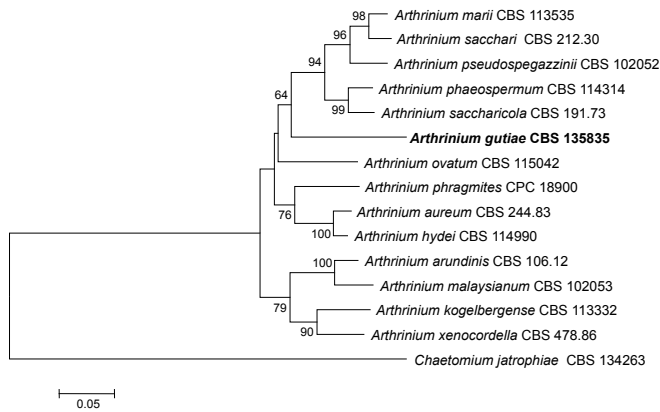 98
Arthrinium marii CBS 113535
96
Arthrinium sacchari CBS 212.30
94
Arthrinium pseudospegazzinii CBS 102052
Arthrinium phaeospermum CBS 114314
64
99
Arthrinium saccharicola CBS 191.73
Arthrinium gutiae CBS 135835
Arthrinium ovatum CBS 115042
Arthrinium phragmites CPC 18900
76
Arthrinium aureum CBS 244.83
100
Arthrinium hydei CBS 114990
100
Arthrinium arundinis CBS 106.12
Arthrinium malaysianum CBS 102053
79
Arthrinium kogelbergense CBS 113332
90
Arthrinium xenocordella CBS 478.86
Chaetomium jatrophiae CBS 134263
0.05